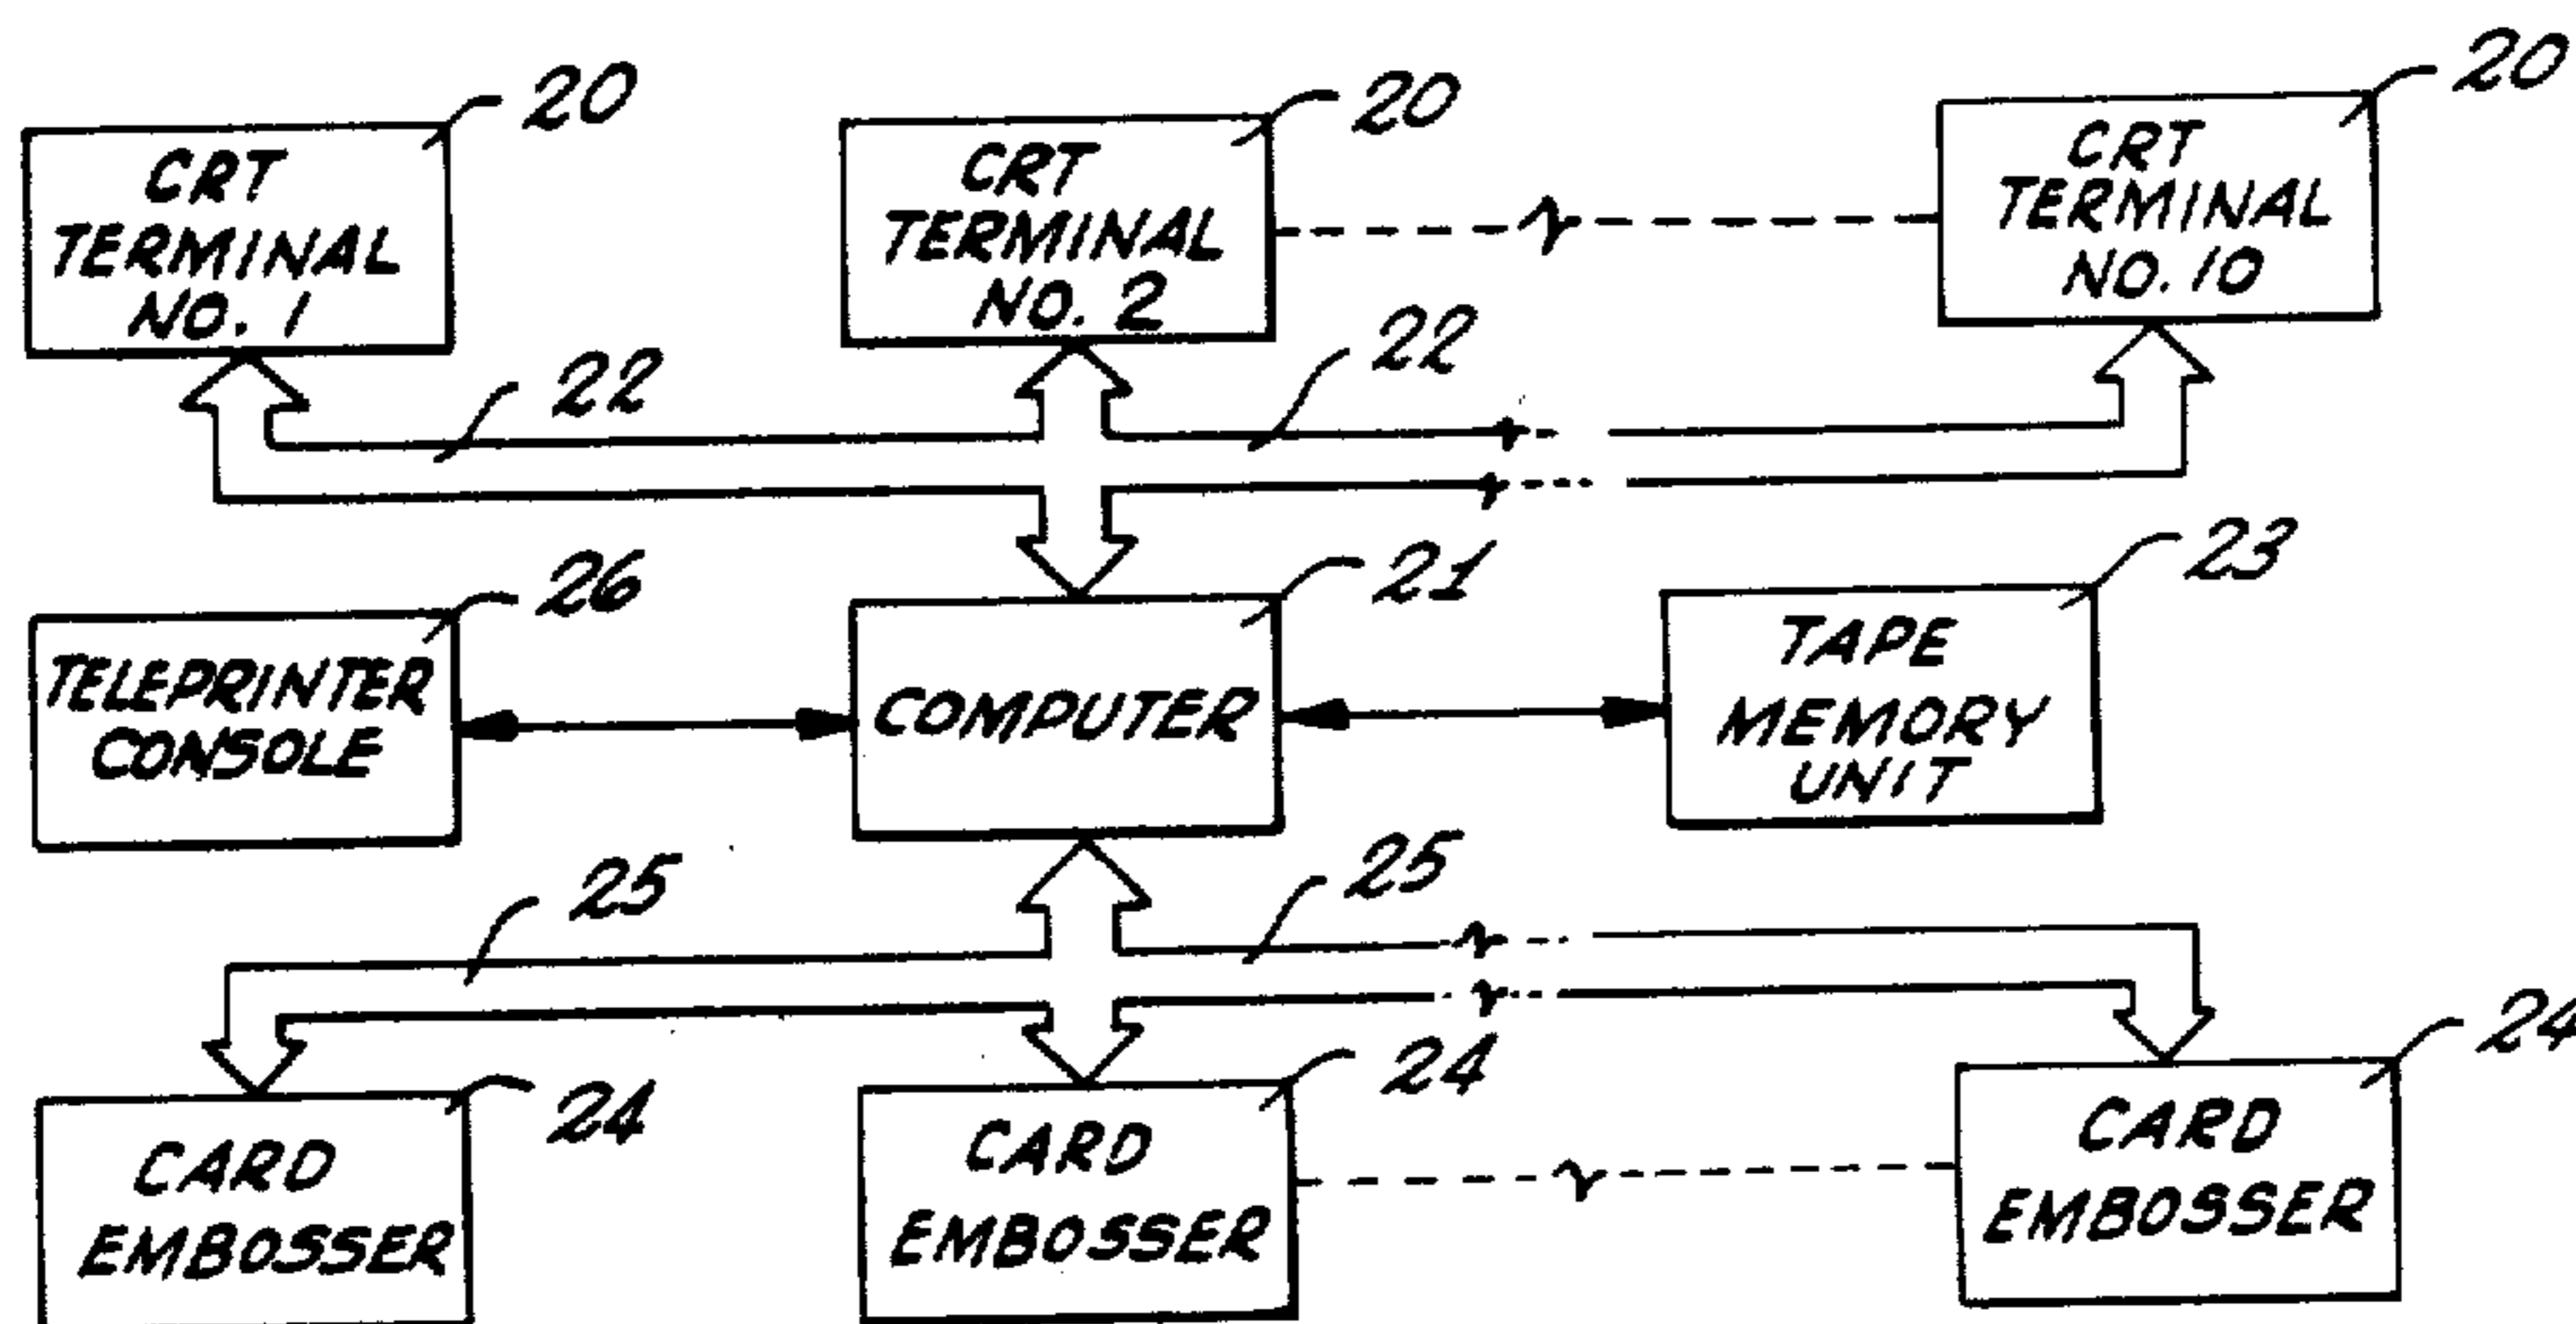 20
CRT
TERMINAL
NO. 1
20
CRT
TERMINAL
NO. 2
20
CRT
TERMINAL
NO. 10
22
22
26
TELEPRINTER
CONSOLE
21
COMPUTER
23
TAPE
MEMORY
UNIT
25
25
24
CARD
EMBOSSER
24
CARD
EMBOSSER
24
CARD
EMBOSSER